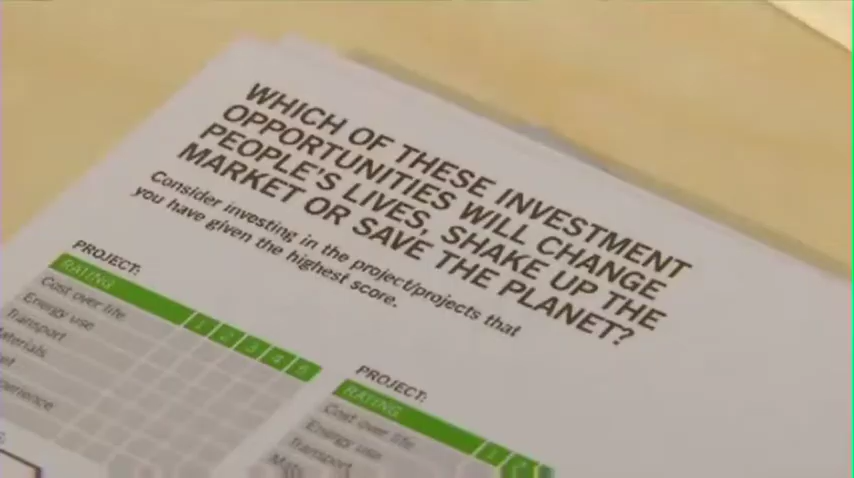 WHICH OF THESE INVESTMENT
OPPORTUNITIES WILL CHANGE
PEOPLE'S LIVES, SHAKE UP THE
MARKET OR SAVE THE PLANET?
Consider investing in the project/projects that
you have given the highest score.
PROJECT:
RATING 1 2 3 4 5
Cost over life
Energy use
Transport
PROJECT:
RATING 1 2
Cost over life
Energy use
Transport